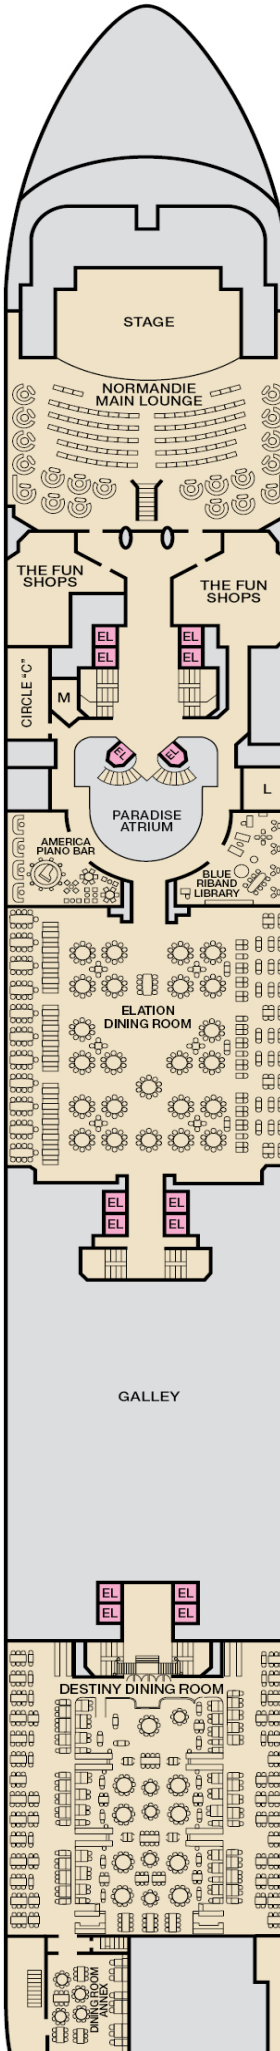 STAGE
NORMANDIE
MAIN LOUNGE
THE FUN
SHOPS
THE FUN
SHOPS
EL
EL
EL
EL
CIRCLE "C"
M
EL
EL
L
PARADISE
ATRIUM
AMERICA
PIANO BAR
BLUE
RIBAND
LIBRARY
ELATION
DINING ROOM
EL
EL
EL
EL
GALLEY
EL
EL
EL
EL
DESTINY DINING ROOM
DINING ROOM
ANNEX